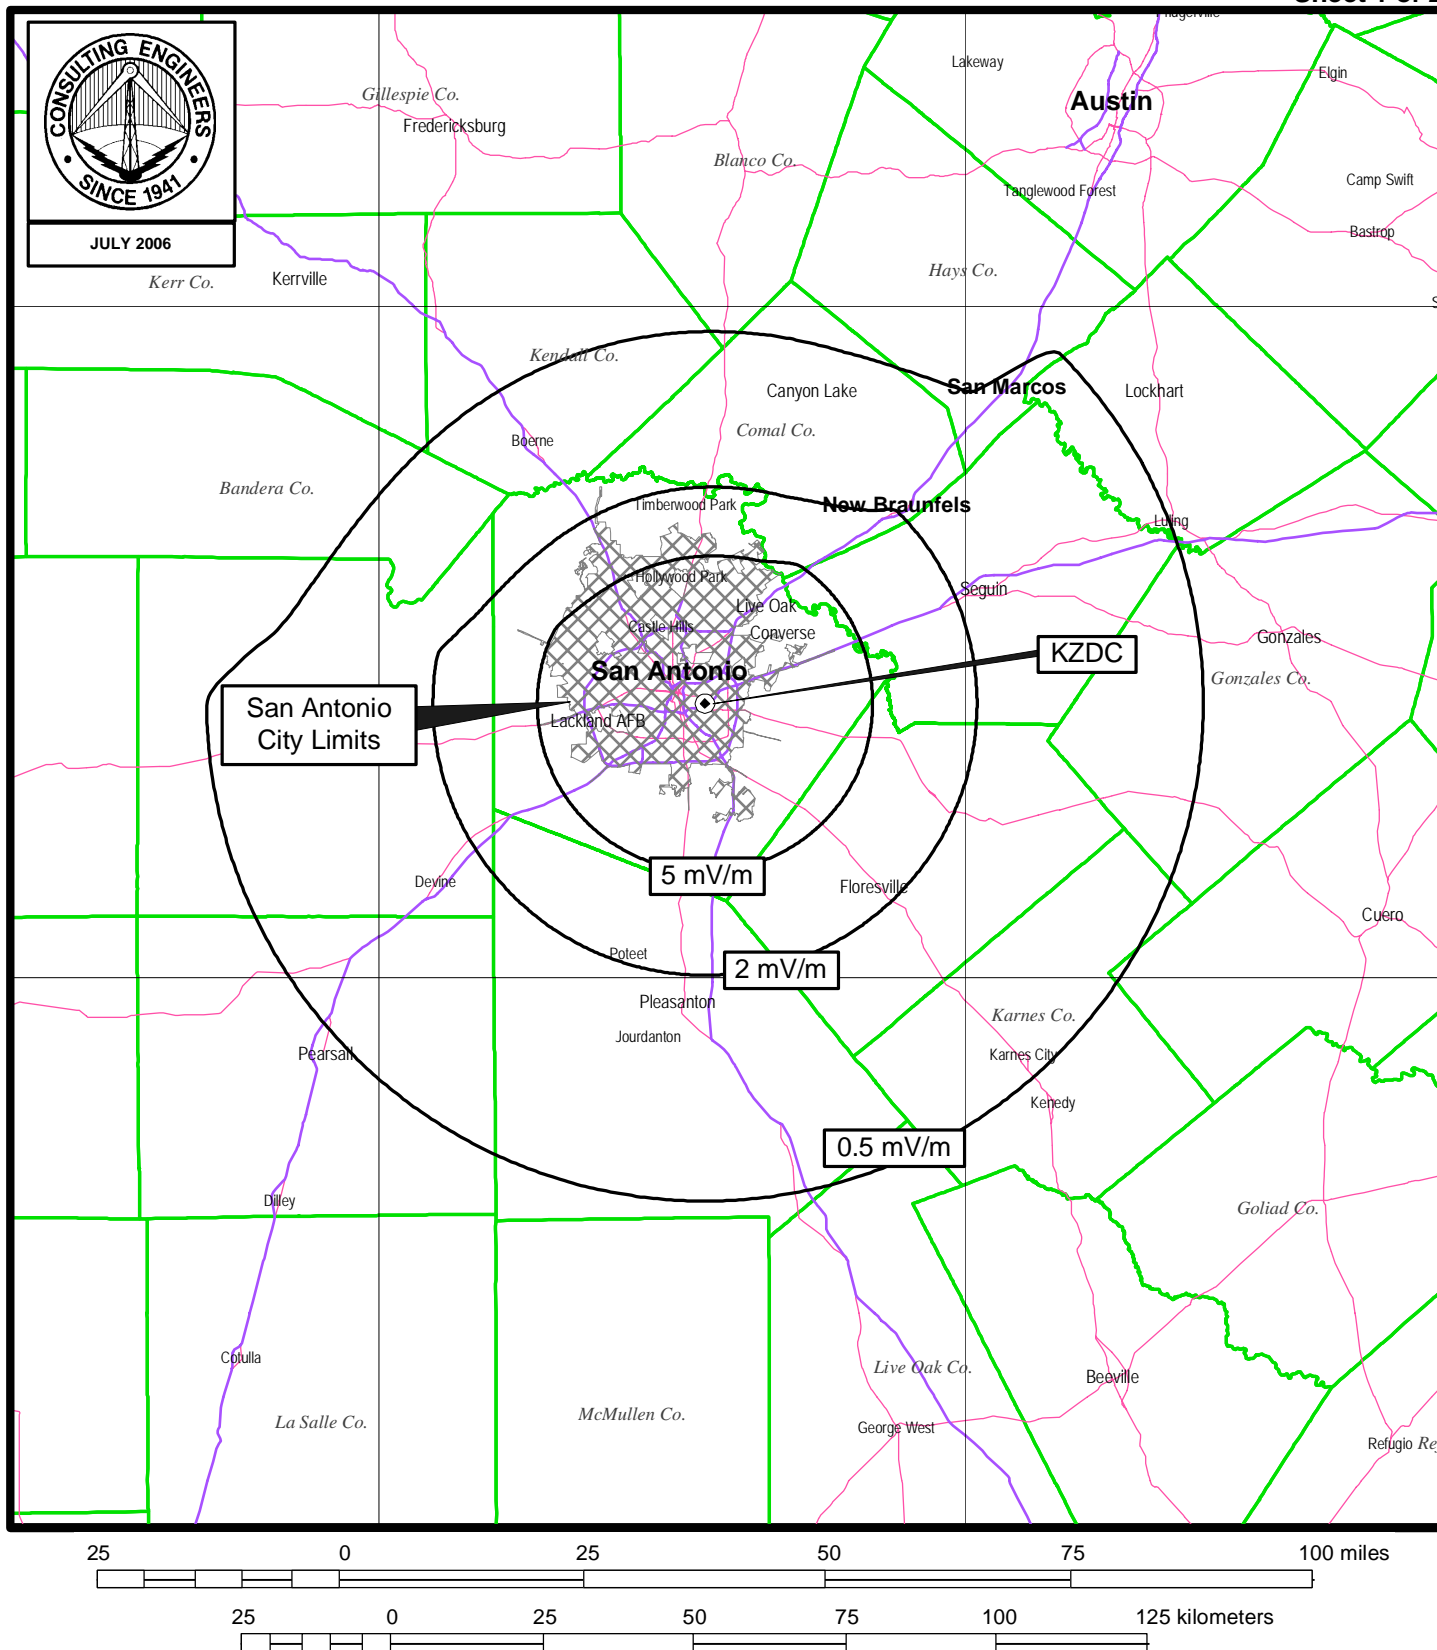 CONSULTING ENGINEERS
SINCE 1941
JULY 2006
Lakeway
Elgin
Gillespie Co.
Austin
Fredericksburg
Blanco Co.
Camp Swift
Tanglewood Forest
Bastrop
Kerr Co.
Kerrville
Hays Co.
Kendall Co.
Canyon Lake
San Marcos
Lockhart
Boerne
Comal Co.
Bandera Co.
Timberwood Park
New Braunfels
Luling
Hollywood Park
Seguin
Live Oak
Castle Hills
Converse
Gonzales
KZDC
San Antonio
Gonzales Co.
San Antonio
City Limits
Lackland AFB
5 mV/m
Devine
Floresville
Cuero
Poteet
2 mV/m
Pleasanton
Jourdanton
Karnes Co.
Pearsall
Karnes City
Kenedy
0.5 mV/m
Dilley
Goliad Co.
Cotulla
Live Oak Co.
Beeville
La Salle Co.
McMullen Co.
George West
Refugio
25 0 25 50 75 100 miles
25 0 25 50 75 100 125 kilometers